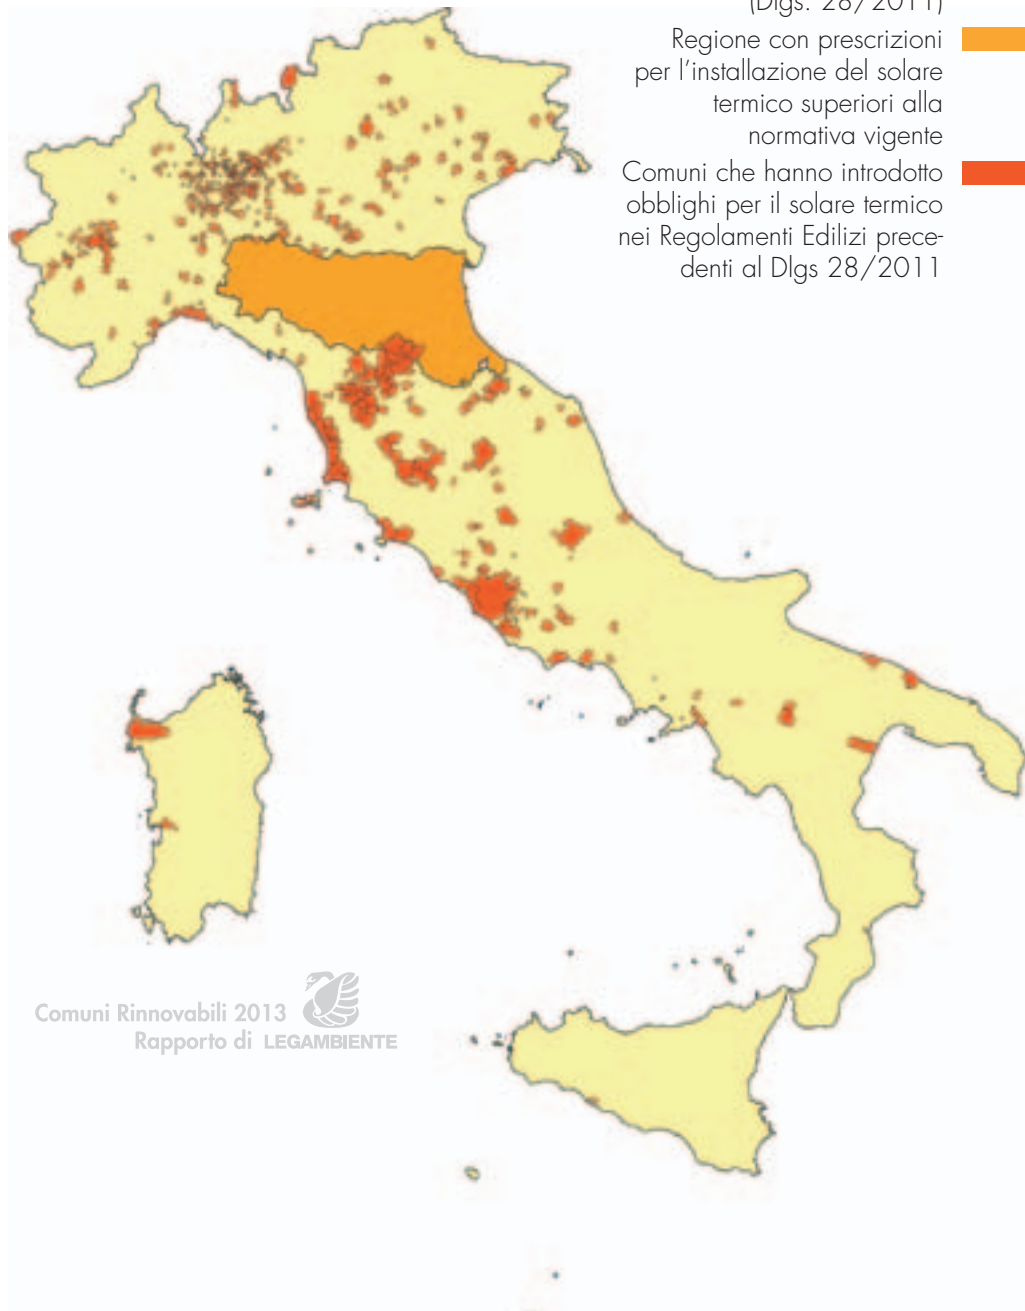 (Dlgs. 28/2011)
Regione con prescrizioni
per l'installazione del solare
termico superiori alla
normativa vigente
Comuni che hanno introdotto
obblighi per il solare termico
nei Regolamenti Edilizi prece-
denti al Dlgs 28/2011
Comuni Rinnovabili 2013
Rapporto di LEGAMBIENTE